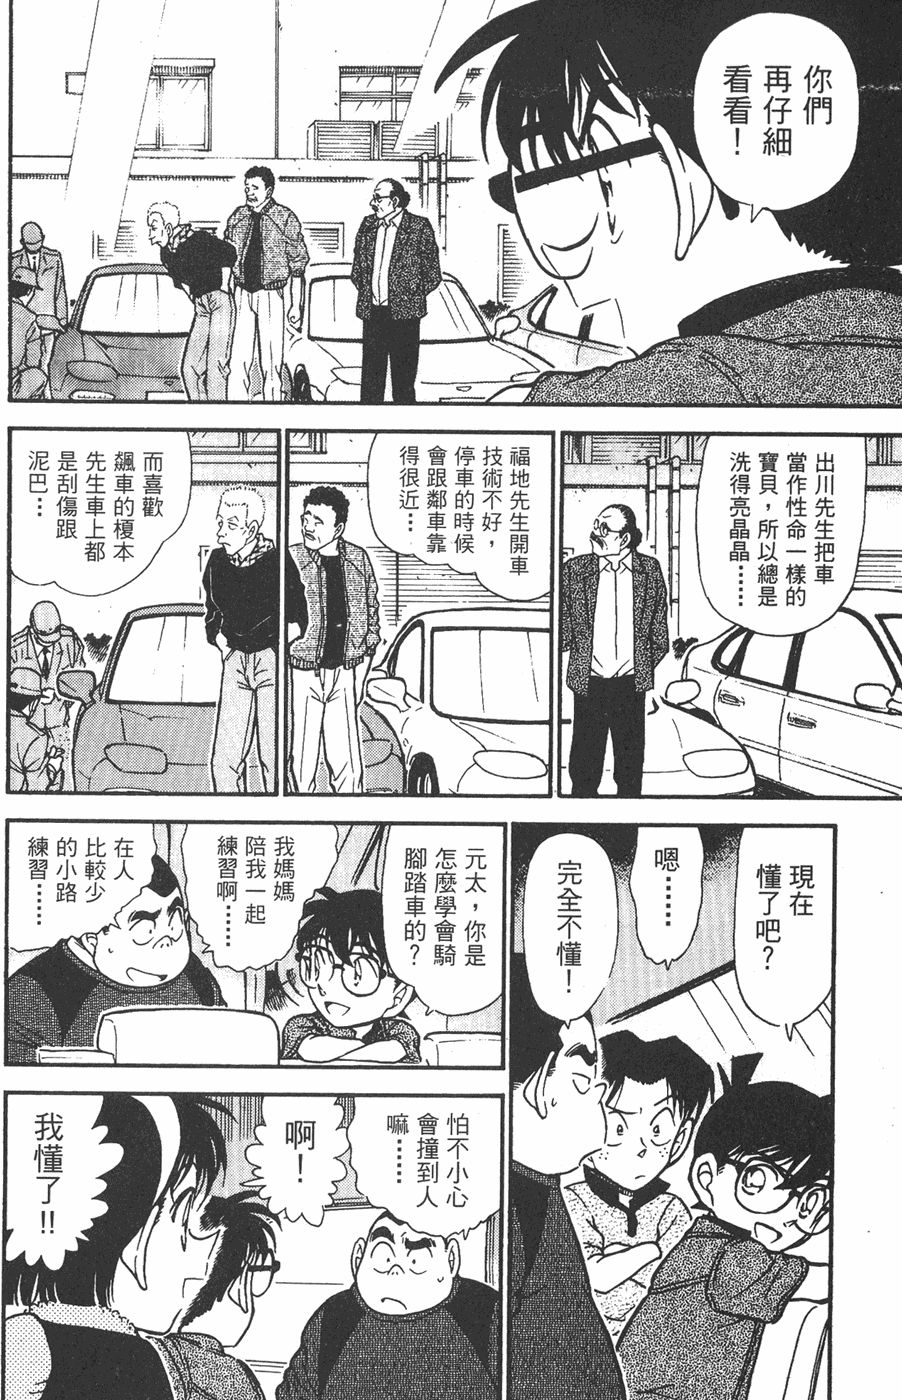 你們
再仔細
看看！
出川先生把車
當作性命一樣的
寶貝，所以總是
洗得亮晶晶……
福地先生開車
技術不好，
停車的時候
會跟鄰車靠
得很近…
而喜歡
飆車的榎本
先生車上都
是刮傷跟
泥巴…
現在
懂了吧？
嗯……
完全不懂！
元太，你是
怎麼學會騎
腳踏車的？
我媽媽
陪我一起
練習啊……
在人
比較少
的小路
練習……
怕不小心
會撞到人
嘛……
啊！
我懂了!!